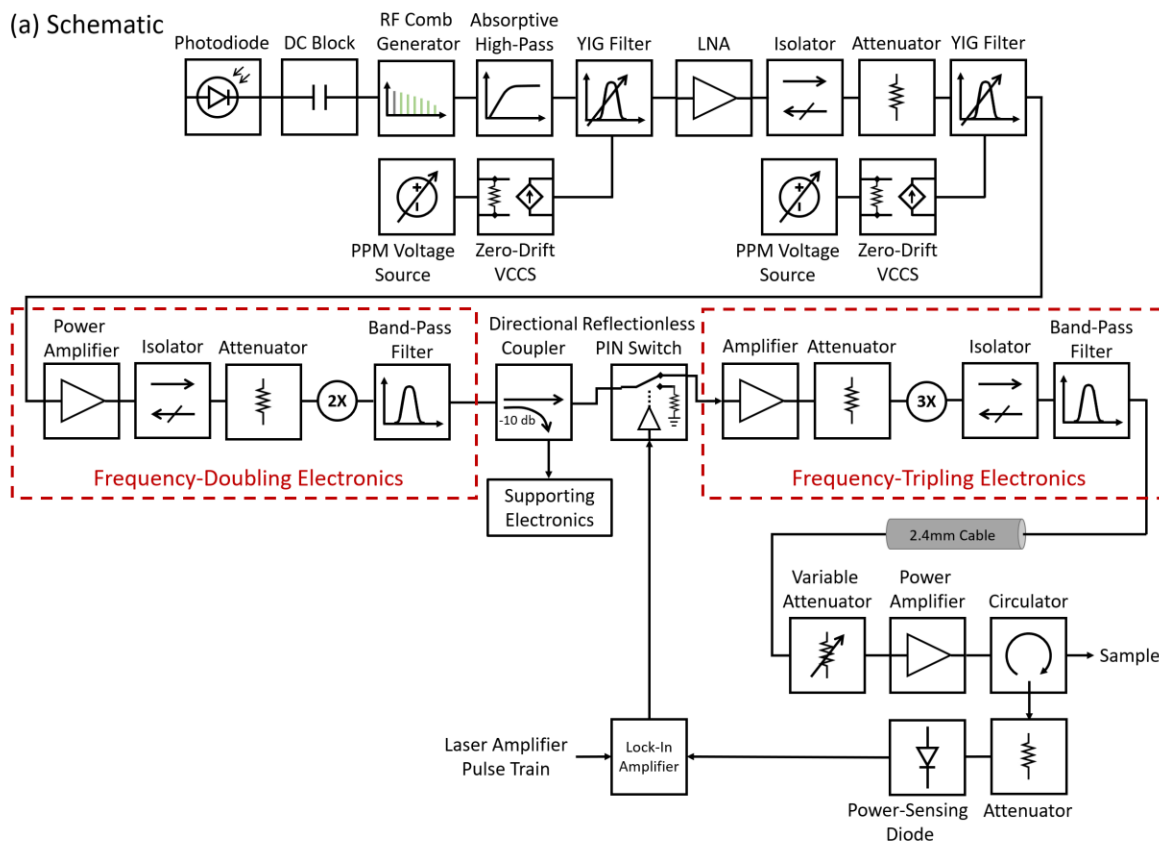 (a) Schematic
Photodiode
DC Block
RF Comb
Generator
Absorptive
High-Pass
YIG Filter
LNA
Isolator
Attenuator
YIG Filter
PPM Voltage
Source
Zero-Drift
VCCS
PPM Voltage
Source
Zero-Drift
VCCS
Power
Amplifier
Isolator
Attenuator
2X
Band-Pass
Filter
Frequency-Doubling Electronics
Directional
Coupler
-10 db
Supporting
Electronics
Reflectionless
PIN Switch
Amplifier
Attenuator
3X
Isolator
Band-Pass
Filter
Frequency-Tripling Electronics
2.4mm Cable
Variable
Attenuator
Power
Amplifier
Circulator
Sample
Laser Amplifier
Pulse Train
Lock-In
Amplifier
Power-Sensing
Diode
Attenuator